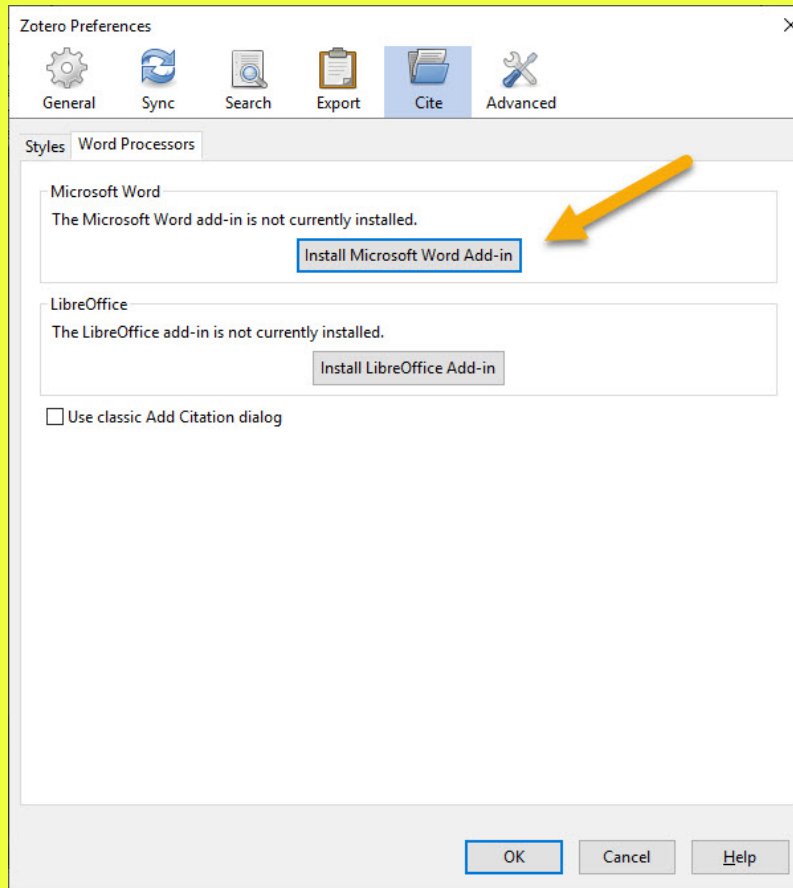 Zotero Preferences
General Sync Search Export Cite Advanced
Styles Word Processors
Microsoft Word
The Microsoft Word add-in is not currently installed.
Install Microsoft Word Add-in
LibreOffice
The LibreOffice add-in is not currently installed.
Install LibreOffice Add-in
Use classic Add Citation dialog
OK Cancel Help